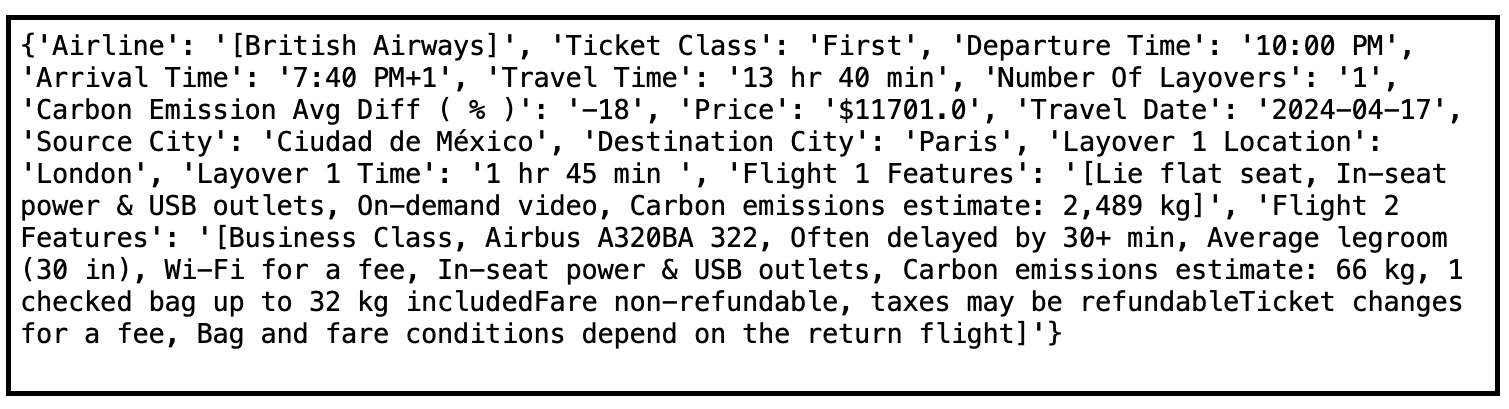 {'Airline': '[British Airways]', 'Ticket Class': 'First', 'Departure Time': '10:00 PM',
'Arrival Time': '7:40 PM+1', 'Travel Time': '13 hr 40 min', 'Number Of Layovers': '1',
'Carbon Emission Avg Diff ( % )': '-18', 'Price': '$11701.0', 'Travel Date': '2024-04-17',
'Source City': 'Ciudad de México', 'Destination City': 'Paris', 'Layover 1 Location':
'London', 'Layover 1 Time': '1 hr 45 min ', 'Flight 1 Features': '[Lie flat seat, In-seat
power & USB outlets, On-demand video, Carbon emissions estimate: 2,489 kg]', 'Flight 2
Features': '[Business Class, Airbus A320BA 322, Often delayed by 30+ min, Average legroom
(30 in), Wi-Fi for a fee, In-seat power & USB outlets, Carbon emissions estimate: 66 kg, 1
checked bag up to 32 kg includedFare non-refundable, taxes may be refundableTicket changes
for a fee, Bag and fare conditions depend on the return flight]'}